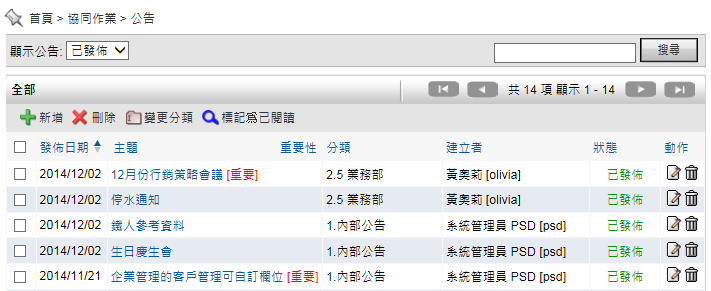 首頁 > 協同作業 > 公告
顯示公告: 已發佈 搜尋
全部 共 14 項 顯示 1 - 14
新增 刪除 變更分類 標記為已閱讀
發佈日期 主題 重要性 分類 建立者 狀態 動作
2014/12/02 12月份行銷策略會議 [重要] 2.5 業務部 黃奧莉 [olivia] 已發佈
2014/12/02 停水通知 2.5 業務部 黃奧莉 [olivia] 已發佈
2014/12/02 鐵人參考資料 1.內部公告 系統管理員 PSD [psd] 已發佈
2014/12/02 生日慶生會 1.內部公告 系統管理員 PSD [psd] 已發佈
2014/11/21 企業管理的客戶管理可自訂欄位 [重要] 1.內部公告 系統管理員 PSD [psd] 已發佈